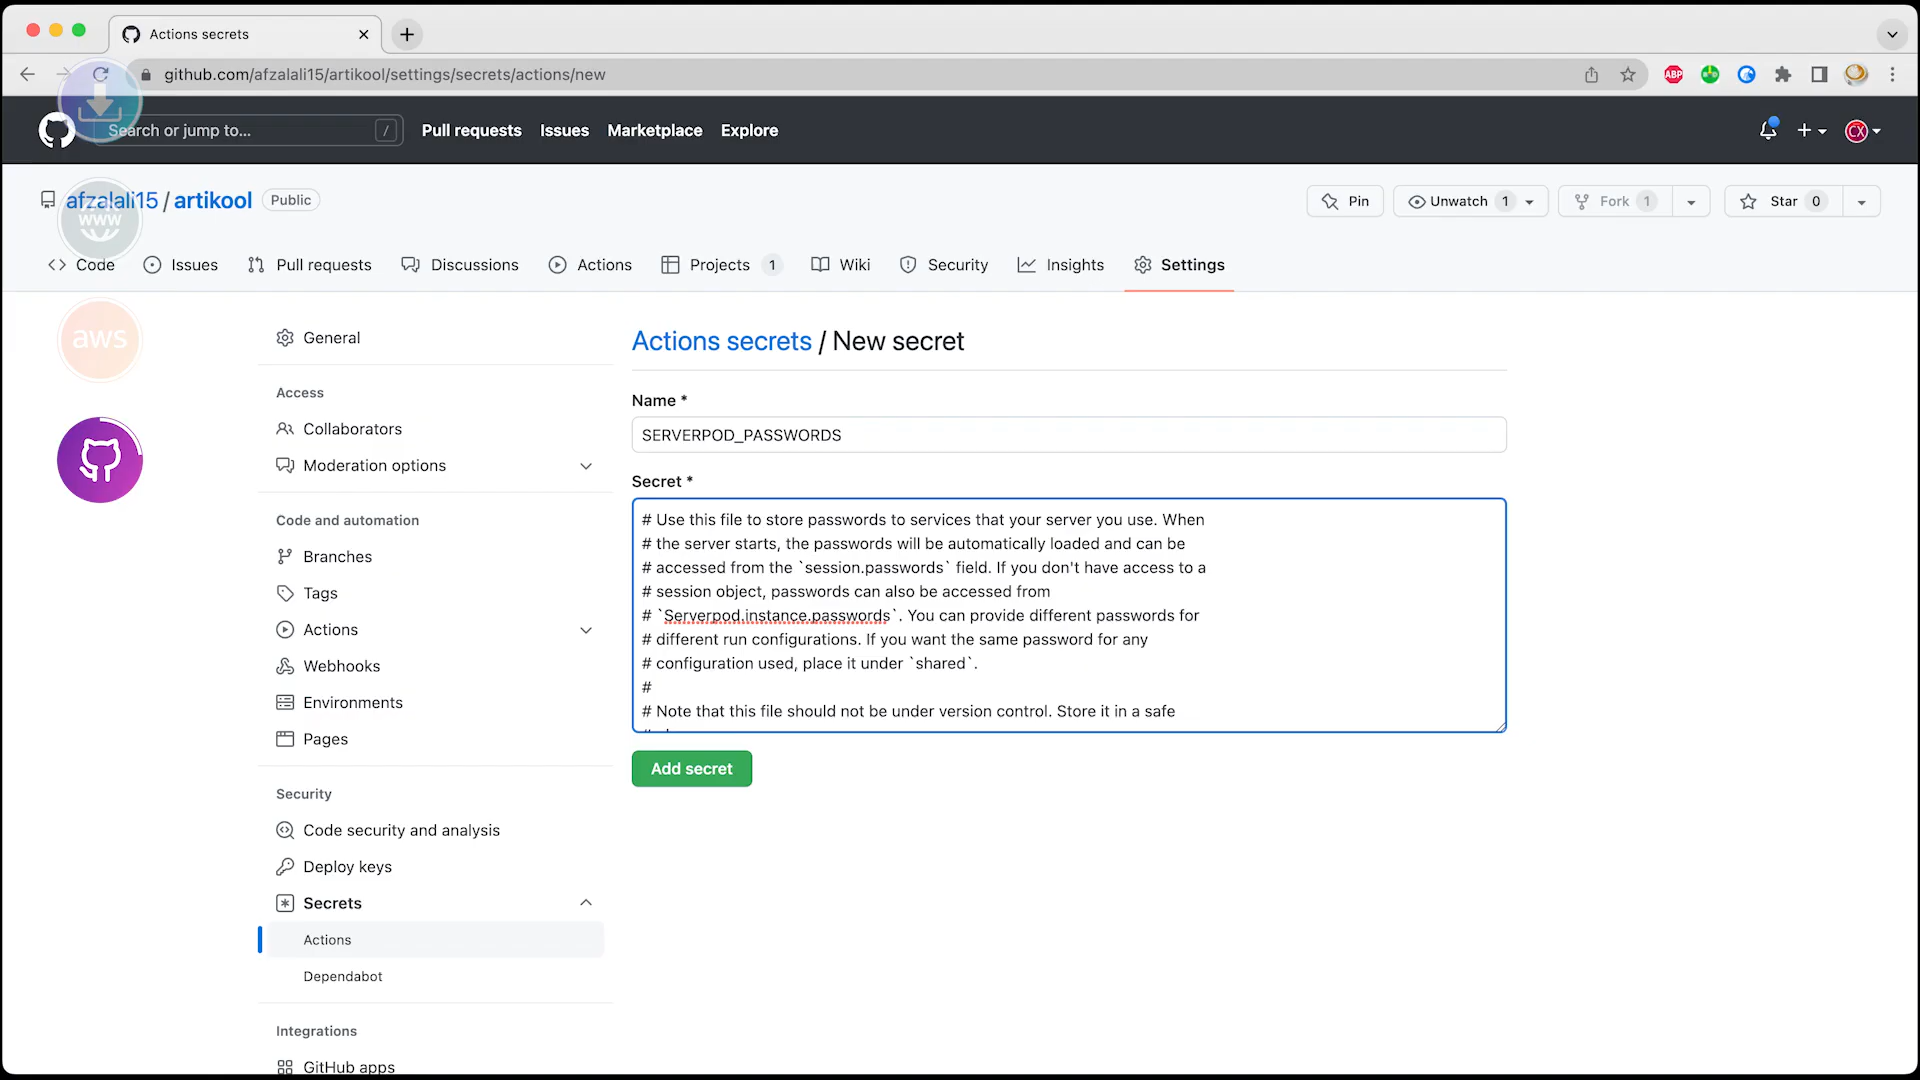 Actions secrets
github.com/afzalali15/artikool/settings/secrets/actions/new
ABP
Search or jump to... /
Pull requests
Issues
Marketplace
Explore
CX
afzalali15 / artikool Public
Pin
Unwatch 1
Fork 1
Star 0
www
Code
Issues
Pull requests
Discussions
Actions
Projects 1
Wiki
Security
Insights
Settings
aws
General
Access
Collaborators
Moderation options
Code and automation
Branches
Tags
Actions
Webhooks
Environments
Pages
Security
Code security and analysis
Deploy keys
Secrets
Actions
Dependabot
Integrations
GitHub apps
Actions secrets / New secret
Name *
SERVERPOD_PASSWORDS
Secret *
# Use this file to store passwords to services that your server you use. When
# the server starts, the passwords will be automatically loaded and can be
# accessed from the `session.passwords` field. If you don't have access to a
# session object, passwords can also be accessed from
# `Serverpod.instance.passwords`. You can provide different passwords for
# different run configurations. If you want the same password for any
# configuration used, place it under `shared`.
#
# Note that this file should not be under version control. Store it in a safe
Add secret